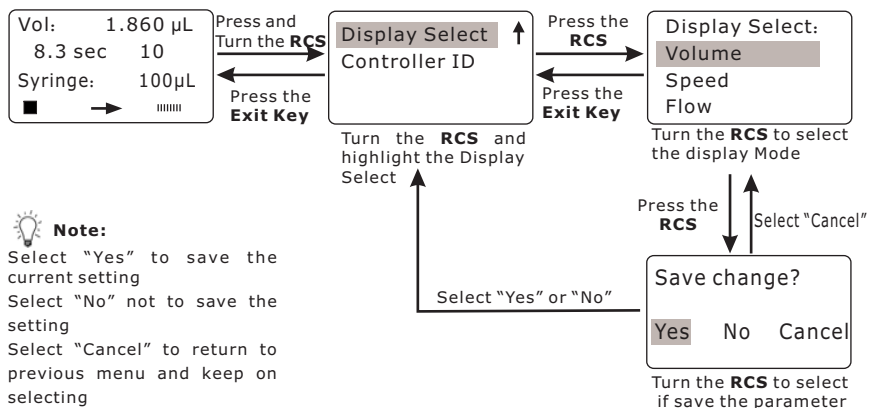 Vol: 1.860 µL
8.3 sec 10
Syringe: 100µL
Press and
Turn the RCS
Press the
Exit Key
Display Select
Controller ID
Turn the RCS and
highlight the Display
Select
Press the
RCS
Press the
Exit Key
Display Select:
Volume
Speed
Flow
Turn the RCS to select
the display Mode
Press the
RCS
Select "Cancel"
Save change?
Yes No Cancel
Turn the RCS to select
if save the parameter
Select "Yes" or "No"
Note:
Select "Yes" to save the
current setting
Select "No" not to save the
setting
Select "Cancel" to return to
previous menu and keep on
selecting